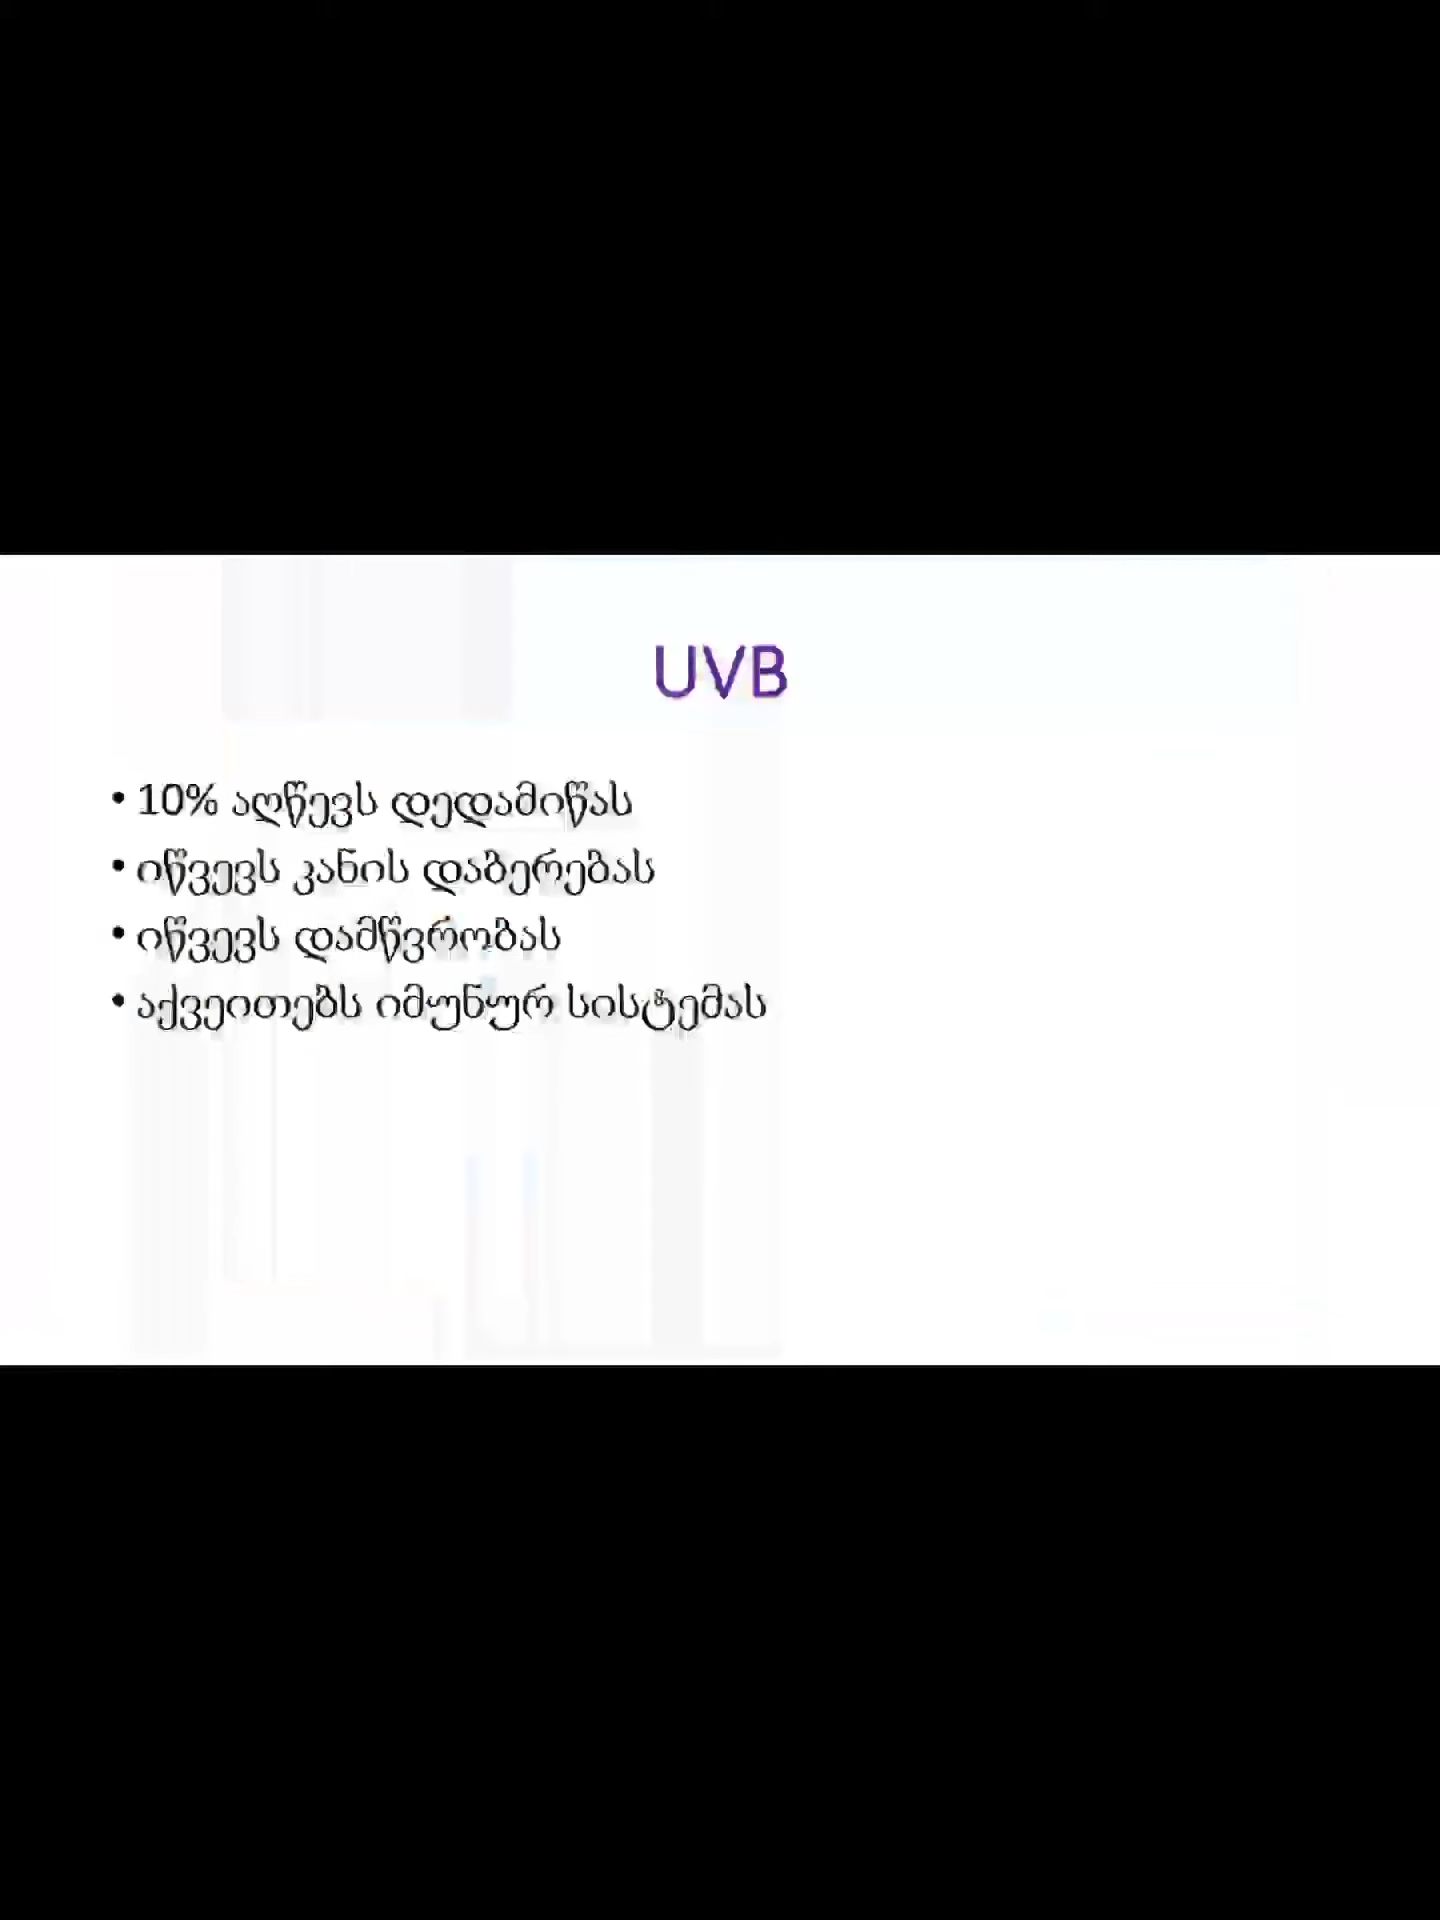 UVB
• 10% აღწევს დედამიწას
• იწვევს კანის დაბერებას
• იწვევს დამწვრობას
• აქვეითებს იმუნურ სისტემას